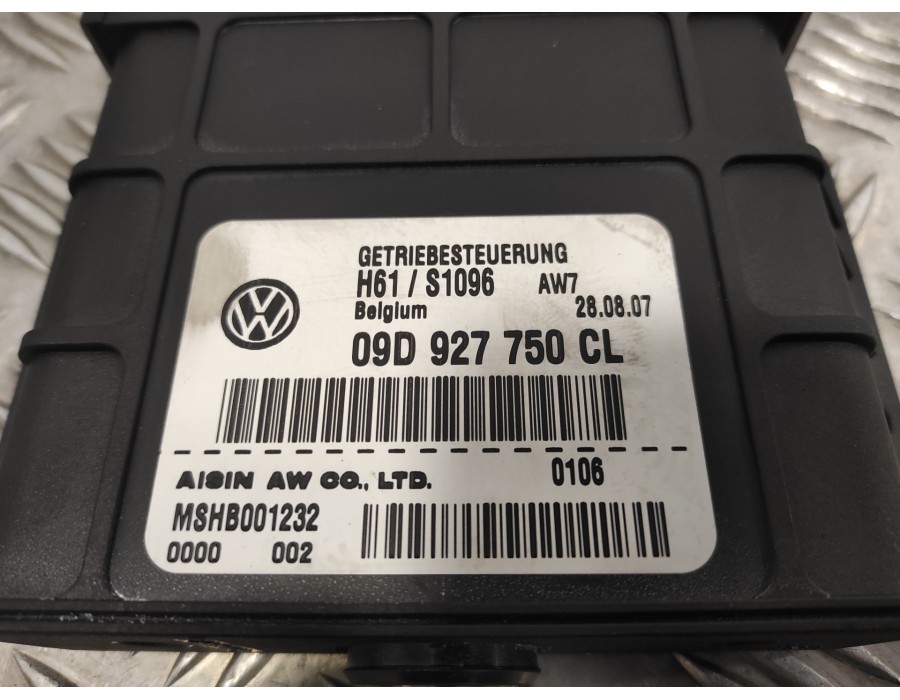 GETRIEBESTEUERUNG
H61 / S1096 AW7
Belgium 28.08.07
09D 927 750 CL
AISIN AW CO., LTD. 0106
MSHB001232
0000 002